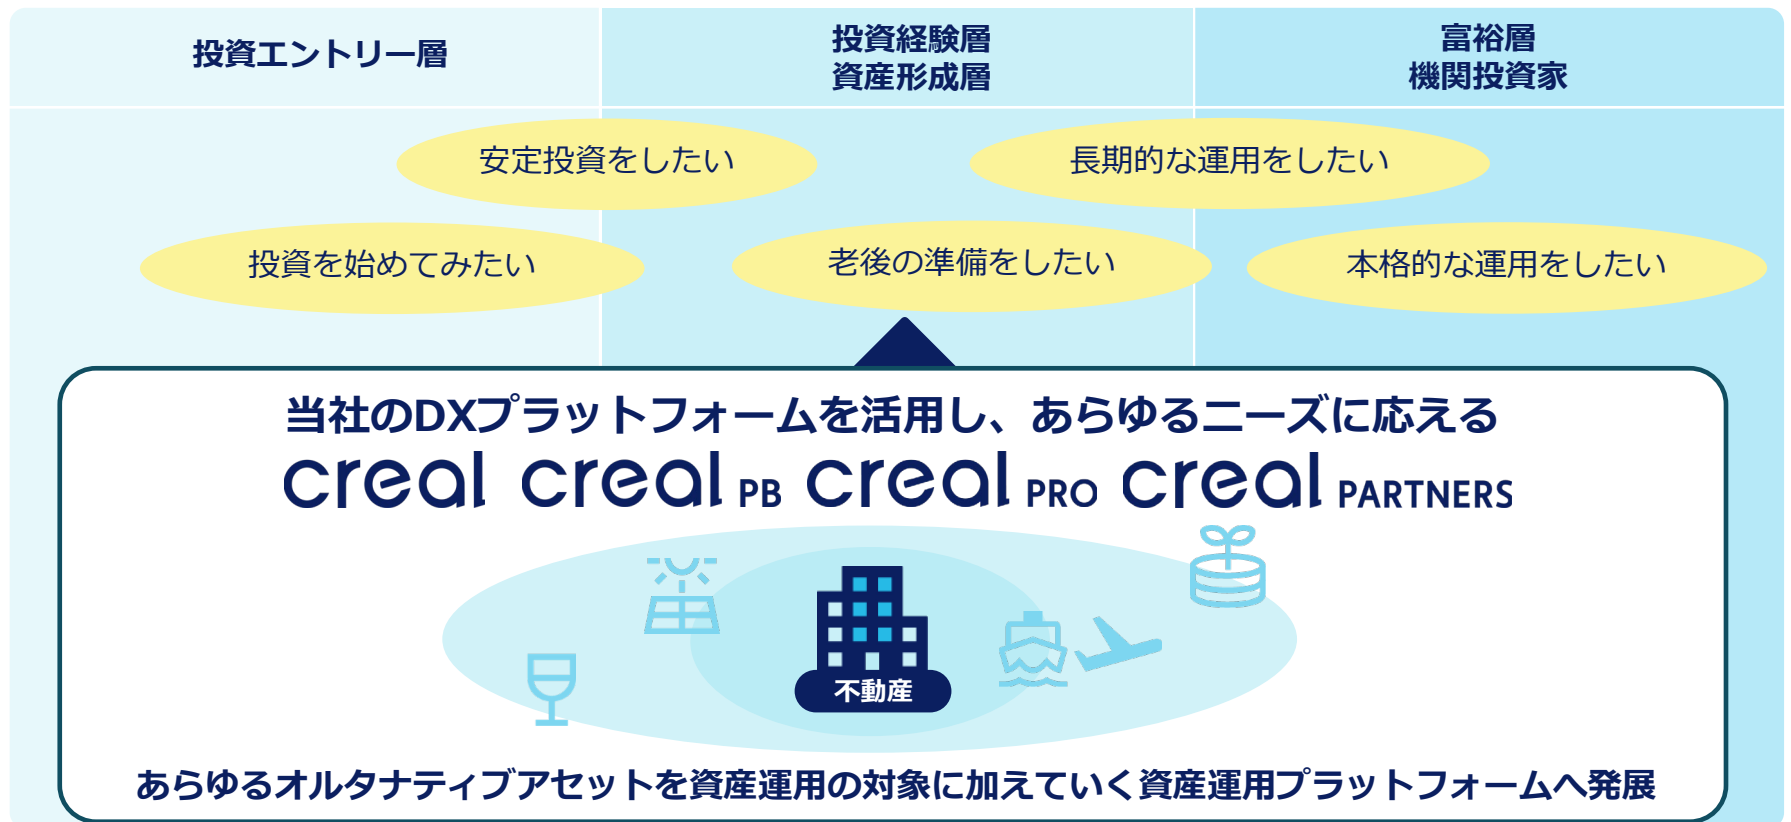 投資エントリー層
投資経験層
資産形成層
富裕層
機関投資家
安定投資をしたい
長期的な運用をしたい
投資を始めてみたい
老後の準備をしたい
本格的な運用をしたい
当社のDXプラットフォームを活用し、あらゆるニーズに応える
creal creal PB creal PRO creal PARTNERS
不動産
あらゆるオルタナティブアセットを資産運用の対象に加えていく資産運用プラットフォームへ発展